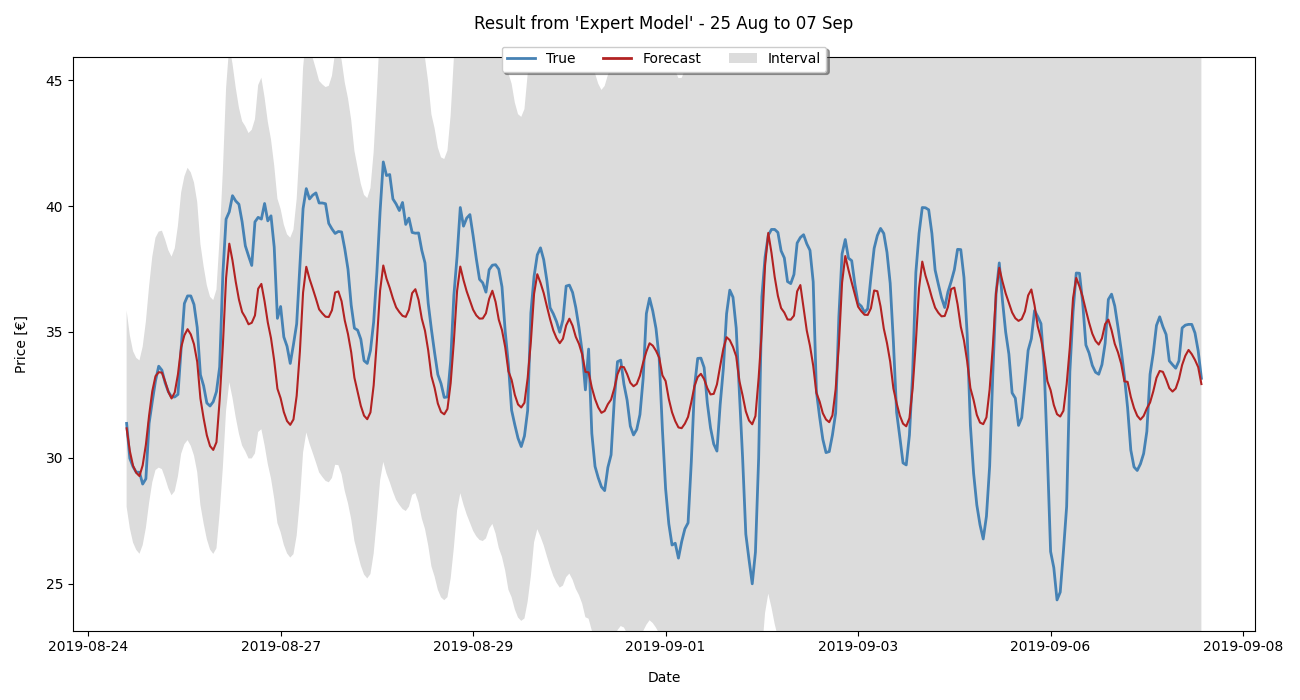 Result from 'Expert Model' - 25 Aug to 07 Sep
True Forecast Interval
45
40
35
30
25
Price [€]
2019-08-24 2019-08-27 2019-08-29 2019-09-01 2019-09-03 2019-09-06 2019-09-08
Date